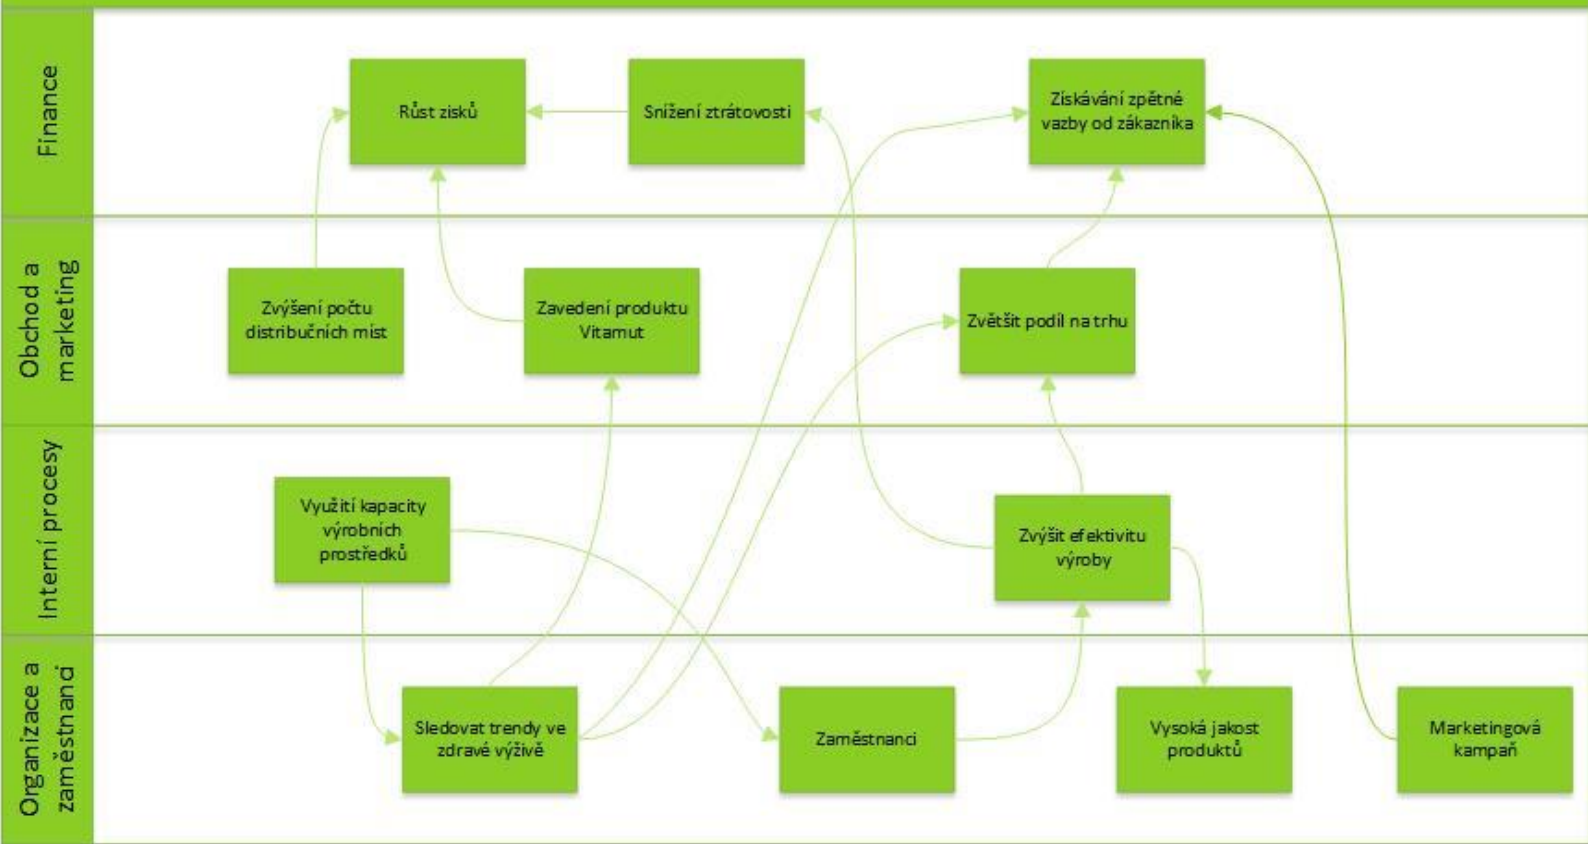 Finance
Růst zisků
Snížení ztrátovosti
Získávání zpětné
vazby od zákazníka
Obchod a
marketing
Zvýšení počtu
distribučních míst
Zavedení produktu
Vitamut
Zvětšit podíl na trhu
Interní procesy
Využití kapacity
výrobních
prostředků
Zvýšit efektivitu
výroby
Organizace a
zaměstnanci
Sledovat trendy ve
zdravé výživě
Zaměstnanci
Vysoká jakost
produktů
Marketingová
kampaň